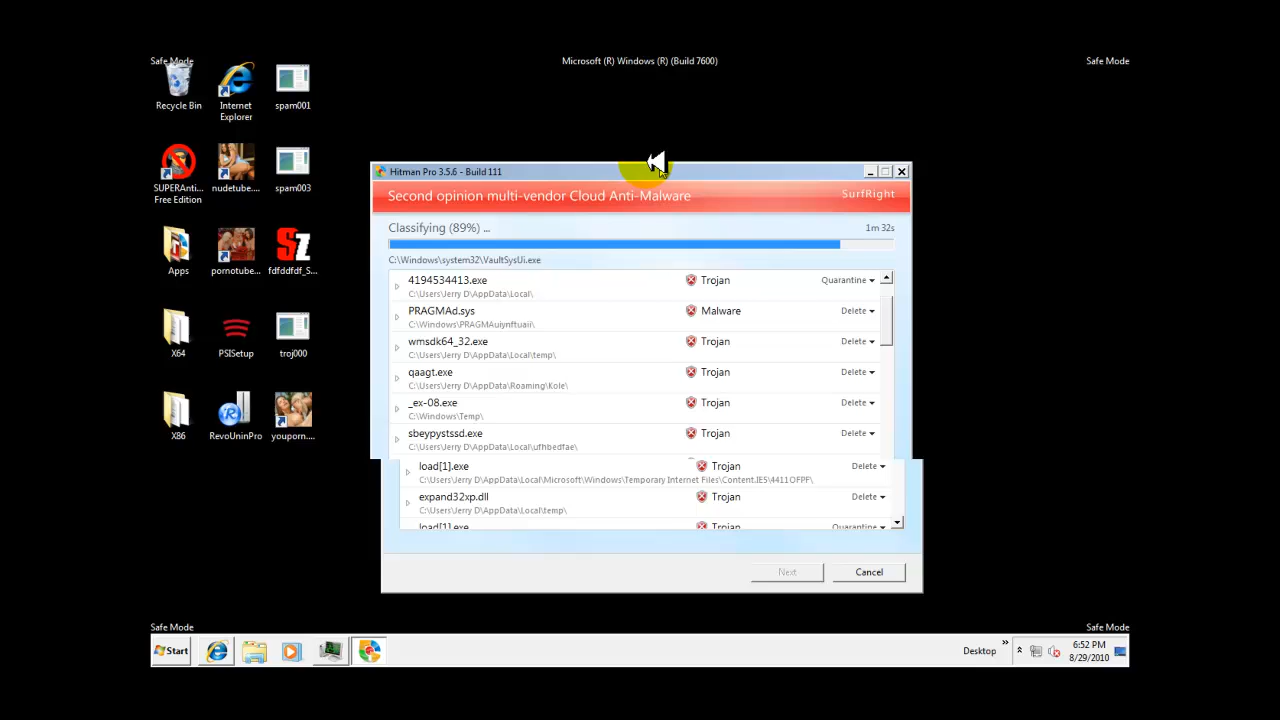 Safe Mode
Microsoft (R) Windows (R) (Build 7600)
Safe Mode
Recycle Bin
Internet Explorer
spam001
SUPERAnti... Free Edition
nudetube....
spam003
Apps
pornotube...
SZ
fdfddfdf_S...
X64
PSISetup
troj000
X86
RevoUninPro
youporn....
Hitman Pro 3.5.6 - Build 111
Second opinion multi-vendor Cloud Anti-Malware
SurfRight
Classifying (89%) ...
1m 32s
C:\Windows\system32\VaultSysUi.exe
4194534413.exe Trojan Quarantine
C:\Users\Jerry D\AppData\Local\
PRAGMAd.sys Malware Delete
C:\Windows\PRAGMAuiynftuaii\
wmsdk64_32.exe Trojan Delete
C:\Users\Jerry D\AppData\Local\temp\
qaagt.exe Trojan Delete
C:\Users\Jerry D\AppData\Roaming\Kole\
_ex-08.exe Trojan Delete
C:\Windows\Temp\
sbeypystssd.exe Trojan Delete
C:\Users\Jerry D\AppData\Local\ufhbedfae\
load[1].exe Trojan Delete
C:\Users\Jerry D\AppData\Local\Microsoft\Windows\Temporary Internet Files\Content.IE5\4411OFPF\
expand32xp.dll Trojan Delete
C:\Users\Jerry D\AppData\Local\temp\
load[1].exe Trojan Quarantine
Next
Cancel
Safe Mode
Safe Mode
Start
Desktop
»
6:52 PM
8/29/2010